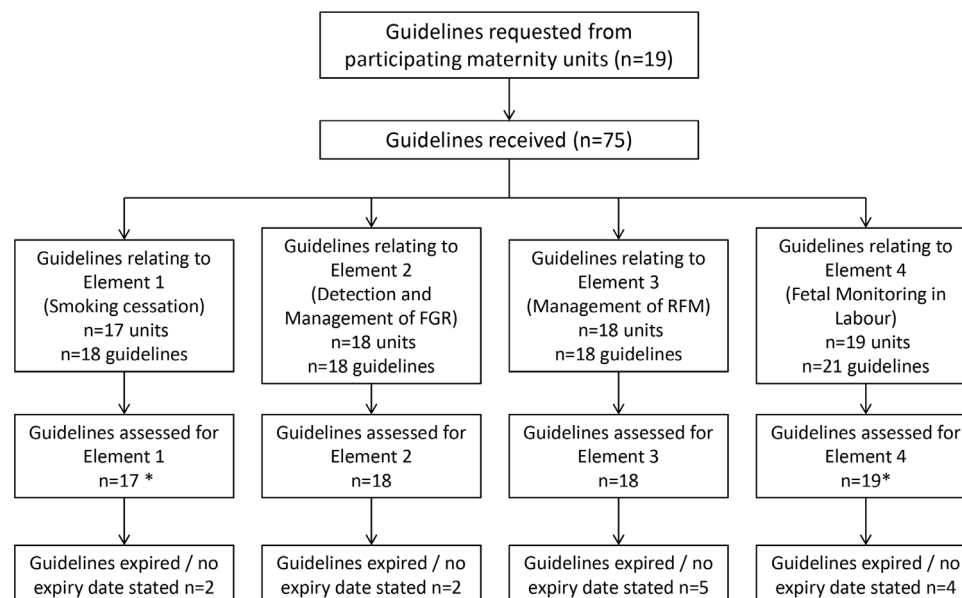 Guidelines requested from
participating maternity units (n=19)
Guidelines received (n=75)
Guidelines relating to
Element 1
(Smoking cessation)
n=17 units
n=18 guidelines
Guidelines relating to
Element 2
(Detection and
Management of FGR)
n=18 units
n=18 guidelines
Guidelines relating to
Element 3
(Management of RFM)
n=18 units
n=18 guidelines
Guidelines relating to
Element 4
(Fetal Monitoring in
Labour)
n=19 units
n=21 guidelines
Guidelines assessed for
Element 1
n=17 *
Guidelines assessed for
Element 2
n=18
Guidelines assessed for
Element 3
n=18
Guidelines assessed for
Element 4
n=19*
Guidelines expired / no
expiry date stated n=2
Guidelines expired / no
expiry date stated n=2
Guidelines expired / no
expiry date stated n=5
Guidelines expired / no
expiry date stated n=4